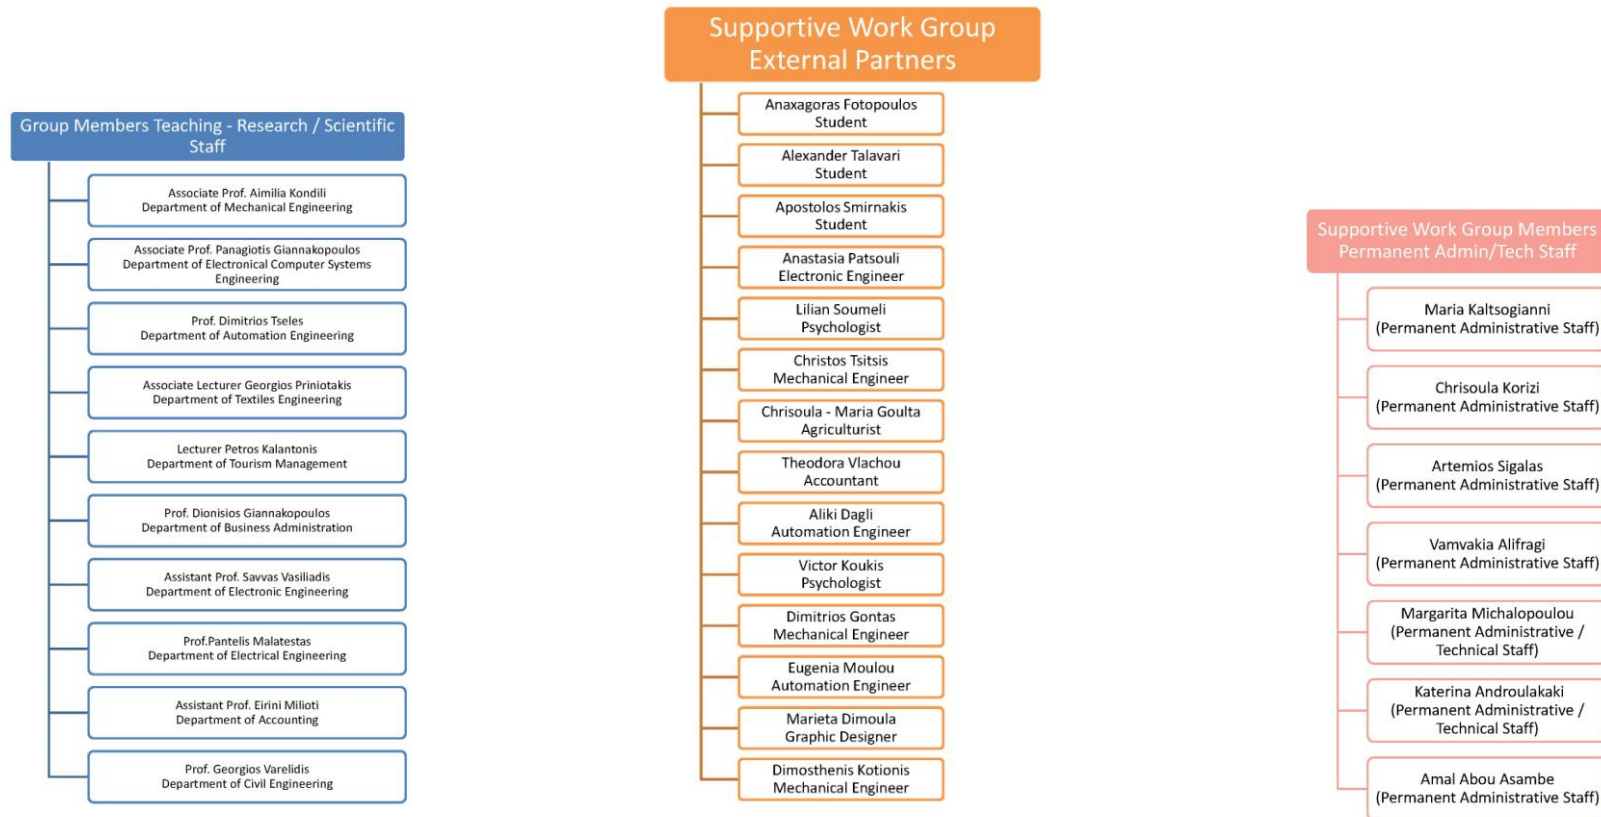 Group Members Teaching - Research / Scientific
Staff
Associate Prof. Aimilia Kondili
Department of Mechanical Engineering
Associate Prof. Panagiotis Giannakopoulos
Department of Electronical Computer Systems
Engineering
Prof. Dimitrios Tseles
Department of Automation Engineering
Associate Lecturer Georgios Priniotakis
Department of Textiles Engineering
Lecturer Petros Kalantonis
Department of Tourism Management
Prof. Dionisios Giannakopoulos
Department of Business Administration
Assistant Prof. Savvas Vasiliadis
Department of Electronic Engineering
Prof.Pantelis Malatestas
Department of Electrical Engineering
Assistant Prof. Eirini Milioti
Department of Accounting
Prof. Georgios Varelidis
Department of Civil Engineering
Supportive Work Group
External Partners
Anaxagoras Fotopoulos
Student
Alexander Talavari
Student
Apostolos Smirnakis
Student
Anastasia Patsouli
Electronic Engineer
Lilian Soumeli
Psychologist
Christos Tsitsis
Mechanical Engineer
Chrisoula - Maria Goulta
Agriculturist
Theodora Vlachou
Accountant
Aliki Dagli
Automation Engineer
Victor Koukis
Psychologist
Dimitrios Gontas
Mechanical Engineer
Eugenia Moulou
Automation Engineer
Marieta Dimoula
Graphic Designer
Dimosthenis Kotionis
Mechanical Engineer
Supportive Work Group Members
Permanent Admin/Tech Staff
Maria Kaltsogianni
(Permanent Administrative Staff)
Chrisoula Korizi
(Permanent Administrative Staff)
Artemios Sigalas
(Permanent Administrative Staff)
Vamvakia Alifragi
(Permanent Administrative Staff)
Margarita Michalopoulou
(Permanent Administrative /
Technical Staff)
Katerina Androulakaki
(Permanent Administrative /
Technical Staff)
Amal Abou Asambe
(Permanent Administrative Staff)